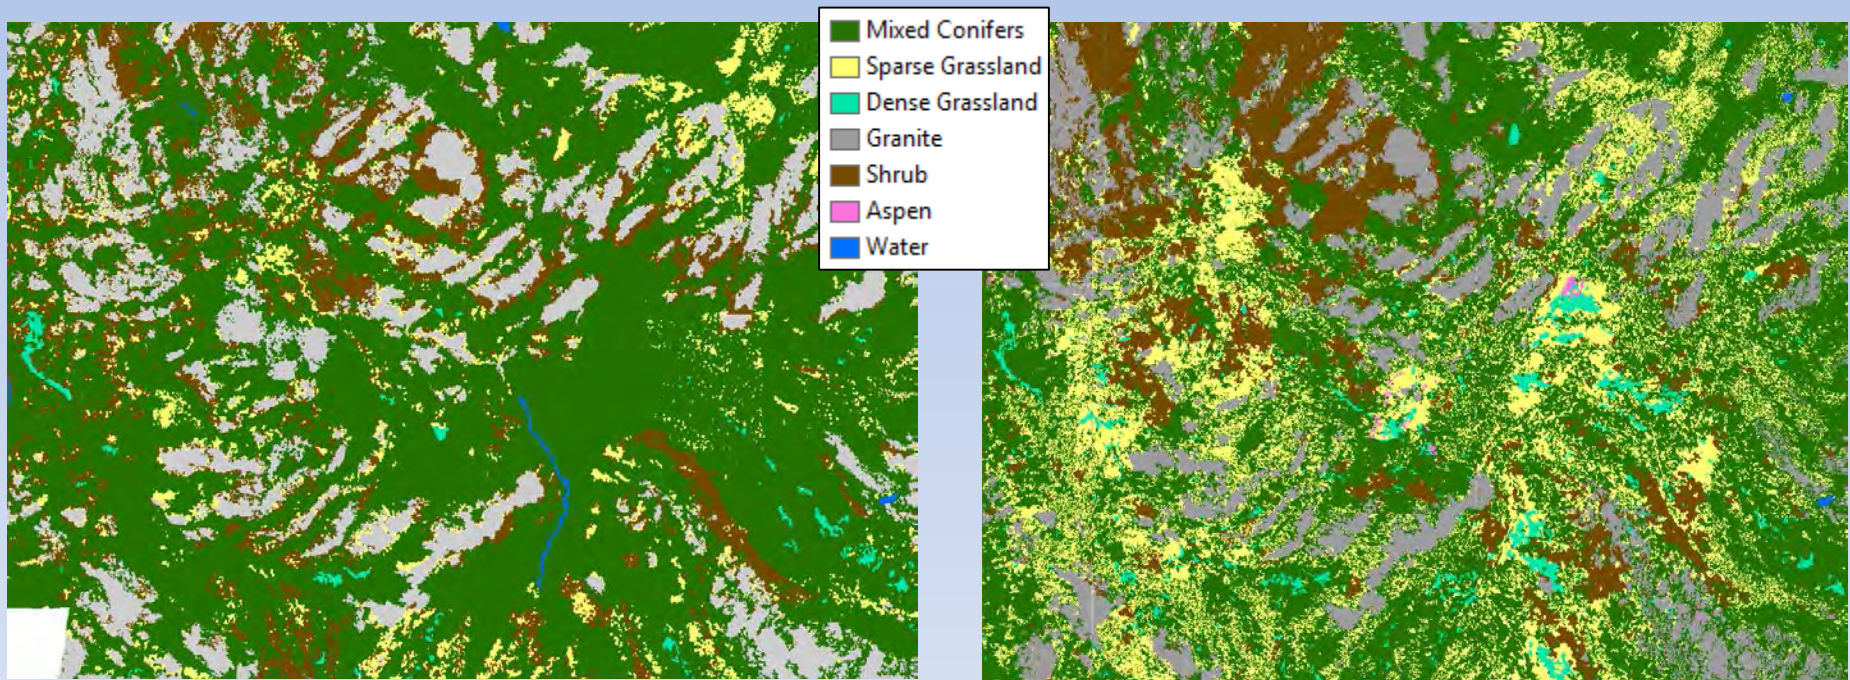 Mixed Conifers
Sparse Grassland
Dense Grassland
Granite
Shrub
Aspen
Water